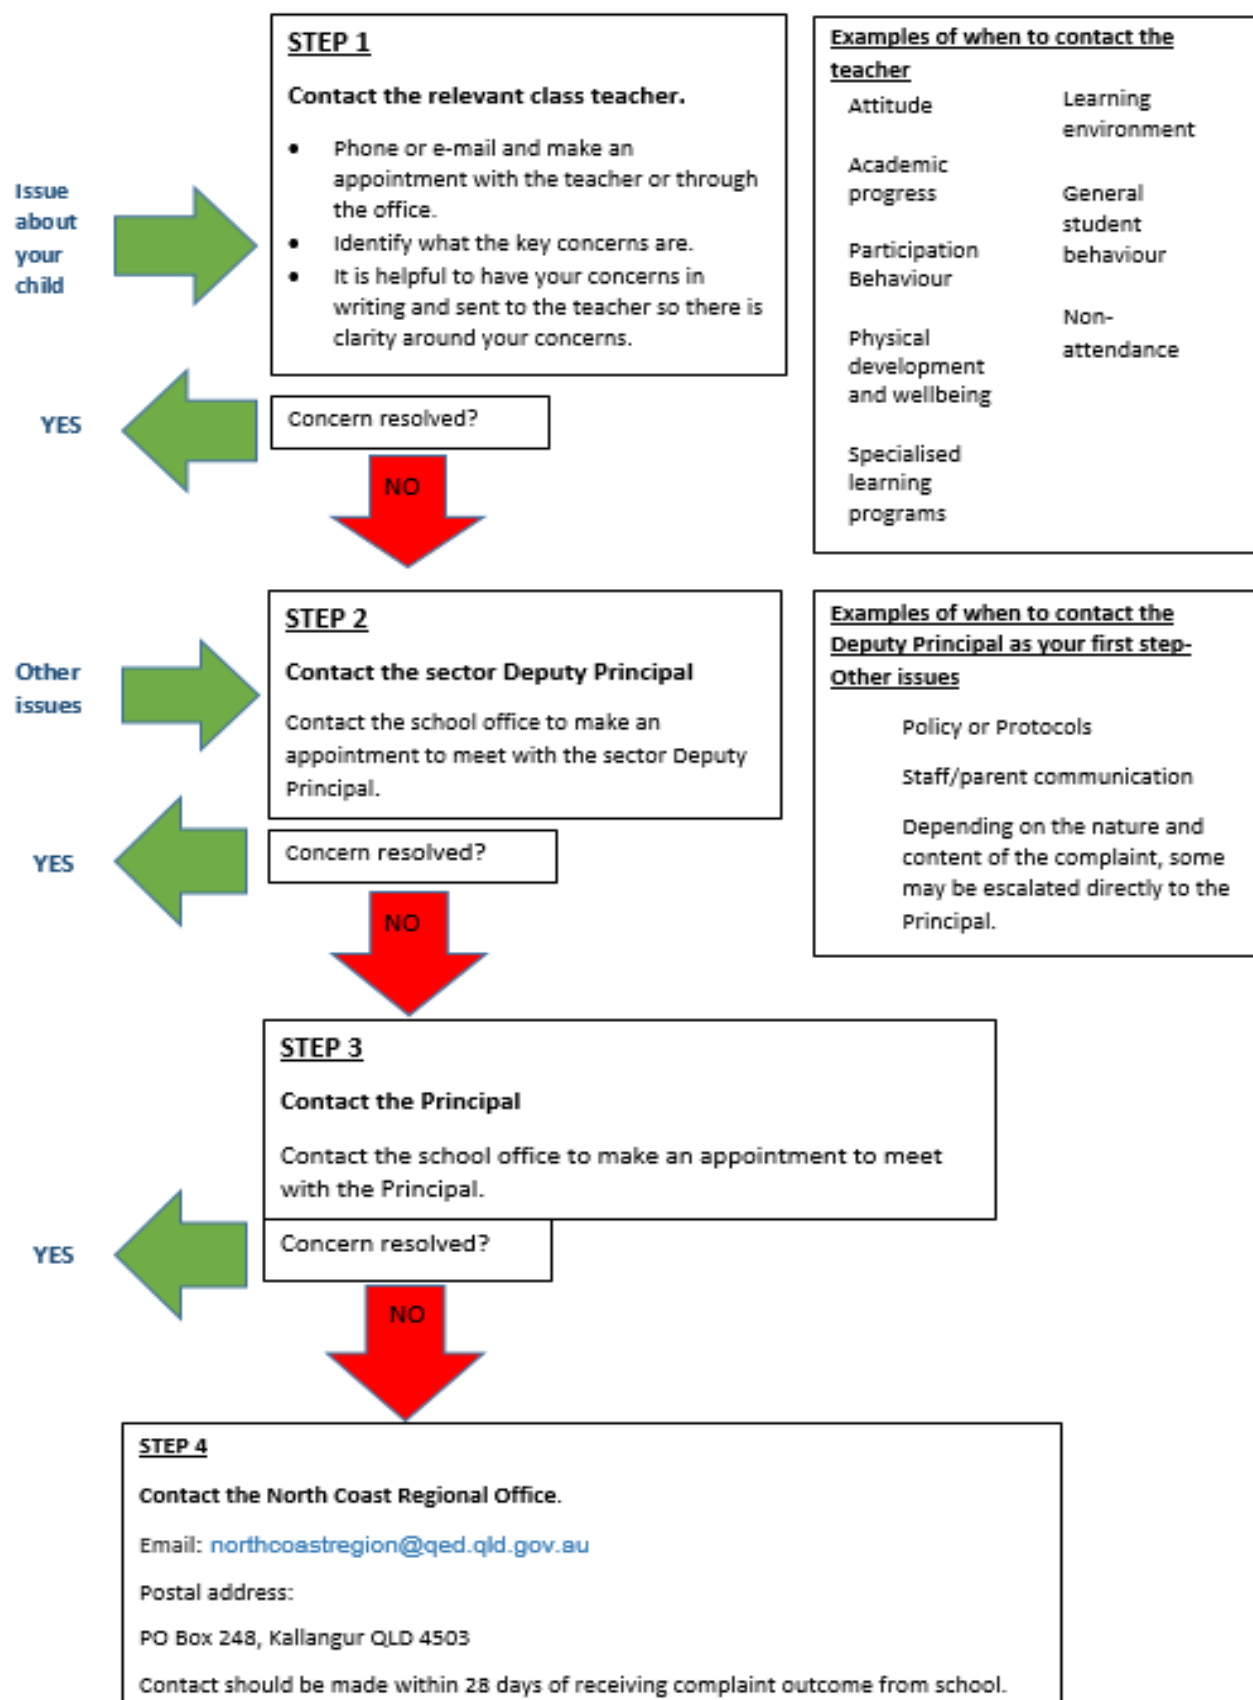 STEP 1
Contact the relevant class teacher.
• Phone or e-mail and make an
appointment with the teacher or through
the office.
• Identify what the key concerns are.
• It is helpful to have your concerns in
writing and sent to the teacher so there is
clarity around your concerns.
Issue
about
your
child
Examples of when to contact the
teacher
Attitude
Academic
progress
Participation
Behaviour
Physical
development
and wellbeing
Specialised
learning
programs
Learning
environment
General
student
behaviour
Non-
attendance
YES
Concern resolved?
NO
Other
issues
STEP 2
Contact the sector Deputy Principal
Contact the school office to make an
appointment to meet with the sector Deputy
Principal.
Examples of when to contact the
Deputy Principal as your first step-
Other issues
Policy or Protocols
Staff/parent communication
Depending on the nature and
content of the complaint, some
may be escalated directly to the
Principal.
YES
Concern resolved?
NO
STEP 3
Contact the Principal
Contact the school office to make an appointment to meet
with the Principal.
YES
Concern resolved?
NO
STEP 4
Contact the North Coast Regional Office.
Email: northcoastregion@qed.qld.gov.au
Postal address:
PO Box 248, Kallangur QLD 4503
Contact should be made within 28 days of receiving complaint outcome from school.